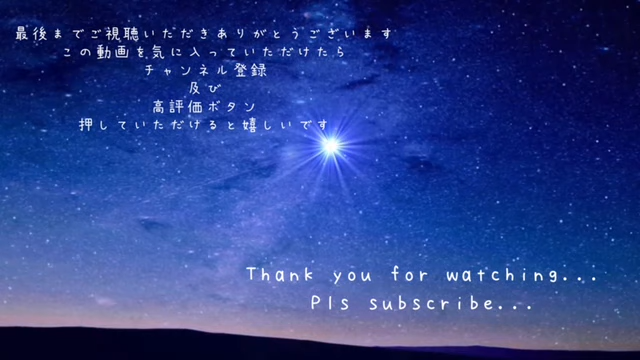 最後までご視聴いただきありがとうございます
この動画を気に入っていただけたら
チャンネル登録
及び
高評価ボタン
押していただけると嬉しいです
Thank you for watching...
Pls subscribe...